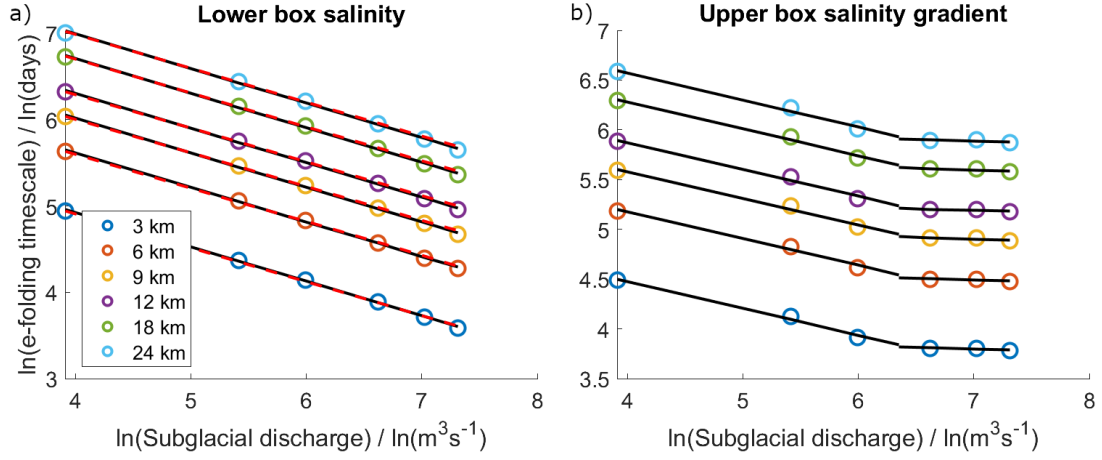 a)
Lower box salinity
ln(e-folding timescale) / ln(days)
7
6
5
4
3
3 km
6 km
9 km
12 km
18 km
24 km
4 5 6 7 8
ln(Subglacial discharge) / ln(m³s⁻¹)
b)
Upper box salinity gradient
7
6.5
6
5.5
5
4.5
4
3.5
4 5 6 7 8
ln(Subglacial discharge) / ln(m³s⁻¹)